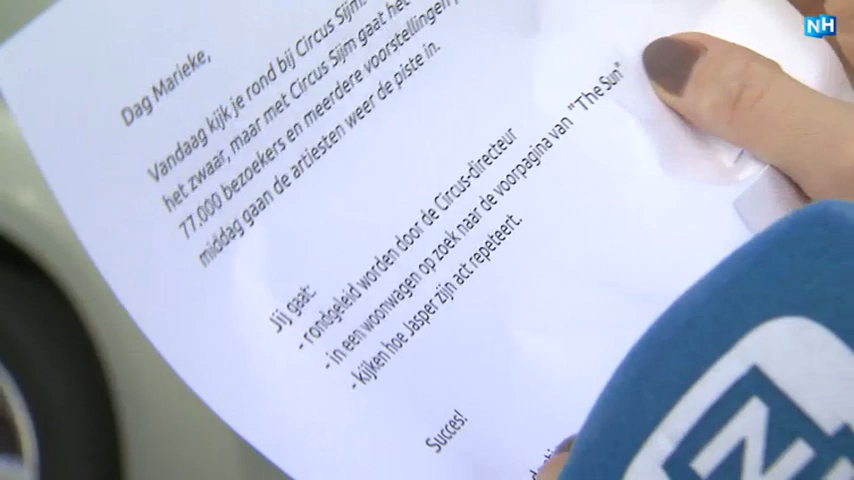 NH
Dag Marieke,
Vandaag kijk je rond bij Circus Sijm.
het zwaar, maar met Circus Sijm gaat het
77.000 bezoekers en meerdere voorstellingen
middag gaan de artiesten weer de piste in.
Jij gaat:
- rondgeleid worden door de Circus-directeur
- in een woonwagen op zoek naar de voorpagina van "The Sun"
- kijken hoe Jasper zijn act repeteert.
Succes!
N